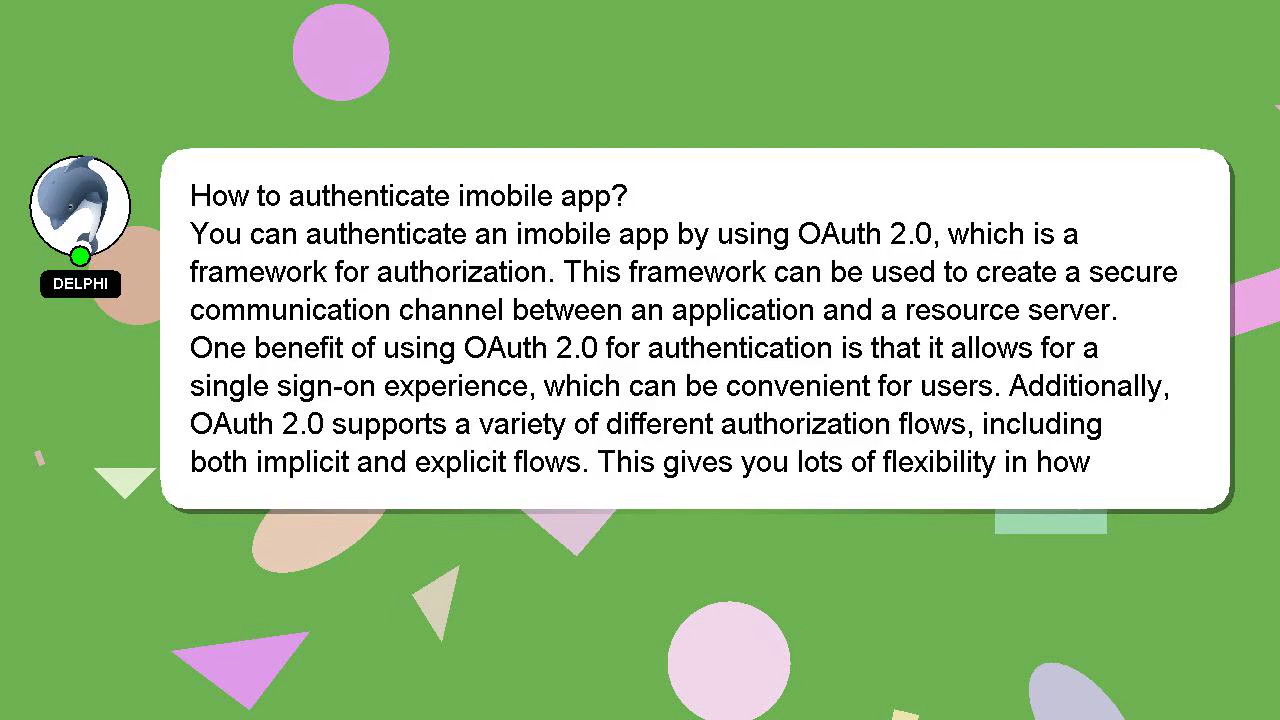 DELPHI
How to authenticate imobile app?
You can authenticate an imobile app by using OAuth 2.0, which is a
framework for authorization. This framework can be used to create a secure
communication channel between an application and a resource server.
One benefit of using OAuth 2.0 for authentication is that it allows for a
single sign-on experience, which can be convenient for users. Additionally,
OAuth 2.0 supports a variety of different authorization flows, including
both implicit and explicit flows. This gives you lots of flexibility in how